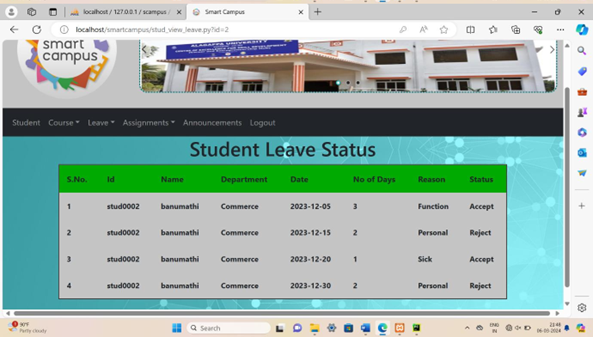 localhost / 127.0.0.1 / scampus /
Smart Campus
localhost/smartcampus/stud_view_leave.py?id=2
smart
campus
ALAGAPPA UNIVERSITY
Student Course Leave Assignments Announcements Logout
Student Leave Status
S.No. Id Name Department Date No of Days Reason Status
1 stud0002 banumathi Commerce 2023-12-05 3 Function Accept
2 stud0002 banumathi Commerce 2023-12-15 2 Personal Reject
3 stud0002 banumathi Commerce 2023-12-20 1 Sick Accept
4 stud0002 banumathi Commerce 2023-12-30 2 Personal Reject
90°F
Partly cloudy
Search
ENG
IN
22:48
06-05-2024